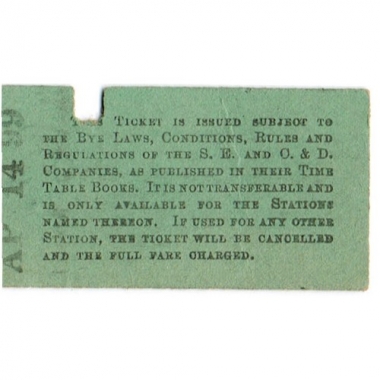 This Ticket is issued subject to
the Bye Laws, Conditions, Rules and
Regulations of the S. E. and C. & D.
Companies, as published in their Time
Table Books. It is not transferable and
is only available for the Stations
named thereon. If used for any other
Station, the ticket will be cancelled
and the full fare charged.
AP 14 99